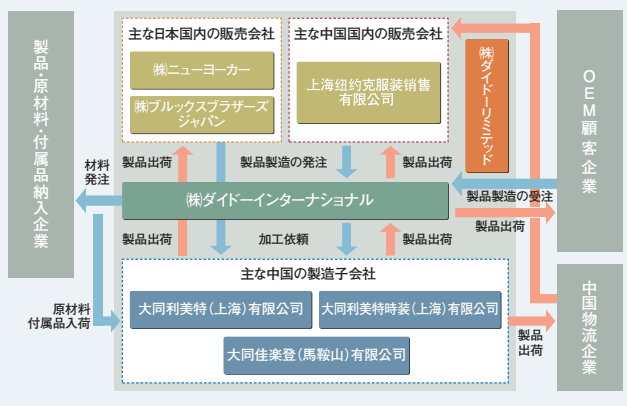 製品・原材料・付属品納入企業
主な日本国内の販売会社
㈱ニューヨーカー
㈱ブルックスブラザーズ
ジャパン
主な中国国内の販売会社
上海纽约克服装销售
有限公司
㈱ダイドーリミテッド
OEM顧客企業
材料
発注
製品出荷
製品製造の発注
製品出荷
㈱ダイドーインターナショナル
製品製造の受注
製品出荷
製品出荷
加工依頼
製品出荷
主な中国の製造子会社
大同利美特(上海)有限公司
大同利美特時装(上海)有限公司
大同佳楽登(馬鞍山)有限公司
原材料
付属品入荷
製品
出荷
中国物流企業